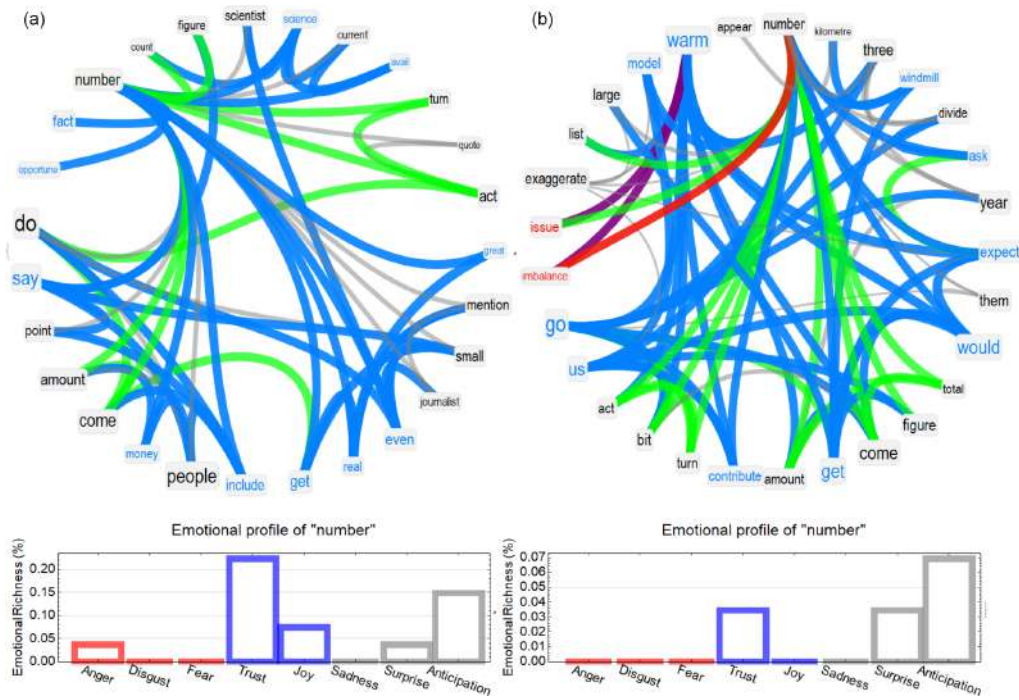 (a)
scientist
figure
science
count
current
number
avail
turn
fact
quote
opportune
act
do
great
say
mention
point
small
amount
journalist
come
even
money
real
people
get
include
(b)
number
appear
kilometre
warm
three
model
windmill
large
divide
list
ask
exaggerate
year
issue
expect
imbalance
them
go
would
us
total
act
figure
bit
come
turn
get
contribute
amount
Emotional profile of "number"
Emotional Richness (%)
0.20
0.15
0.10
0.05
0.00
Anger Disgust Fear Trust Joy Sadness Surprise Anticipation
Emotional profile of "number"
Emotional Richness (%)
0.07
0.06
0.05
0.04
0.03
0.02
0.01
0.00
Anger Disgust Fear Trust Joy Sadness Surprise Anticipation